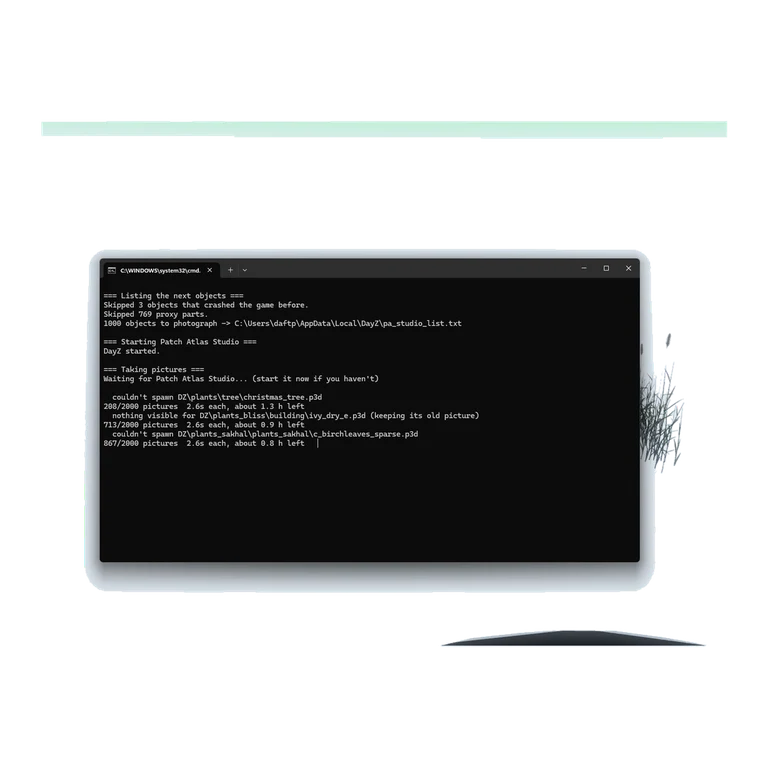 C:\WINDOWS\system32\cmd.
=== Listing the next objects ===
Skipped 3 objects that crashed the game before.
Skipped 769 proxy parts.
1000 objects to photograph -> C:\Users\daftp\AppData\Local\DayZ\pa_studio_list.txt
=== Starting Patch Atlas Studio ===
DayZ started.
=== Taking pictures ===
Waiting for Patch Atlas Studio... (start it now if you haven't)
couldn't spawn DZ\plants\tree\christmas_tree.p3d
208/2000 pictures  2.6s each, about 1.3 h left
nothing visible for DZ\plants_bliss\building\ivy_dry_e.p3d (keeping its old picture)
713/2000 pictures  2.6s each, about 0.9 h left
couldn't spawn DZ\plants_sakhal\plants_sakhal\c_birchleaves_sparse.p3d
867/2000 pictures  2.6s each, about 0.8 h left